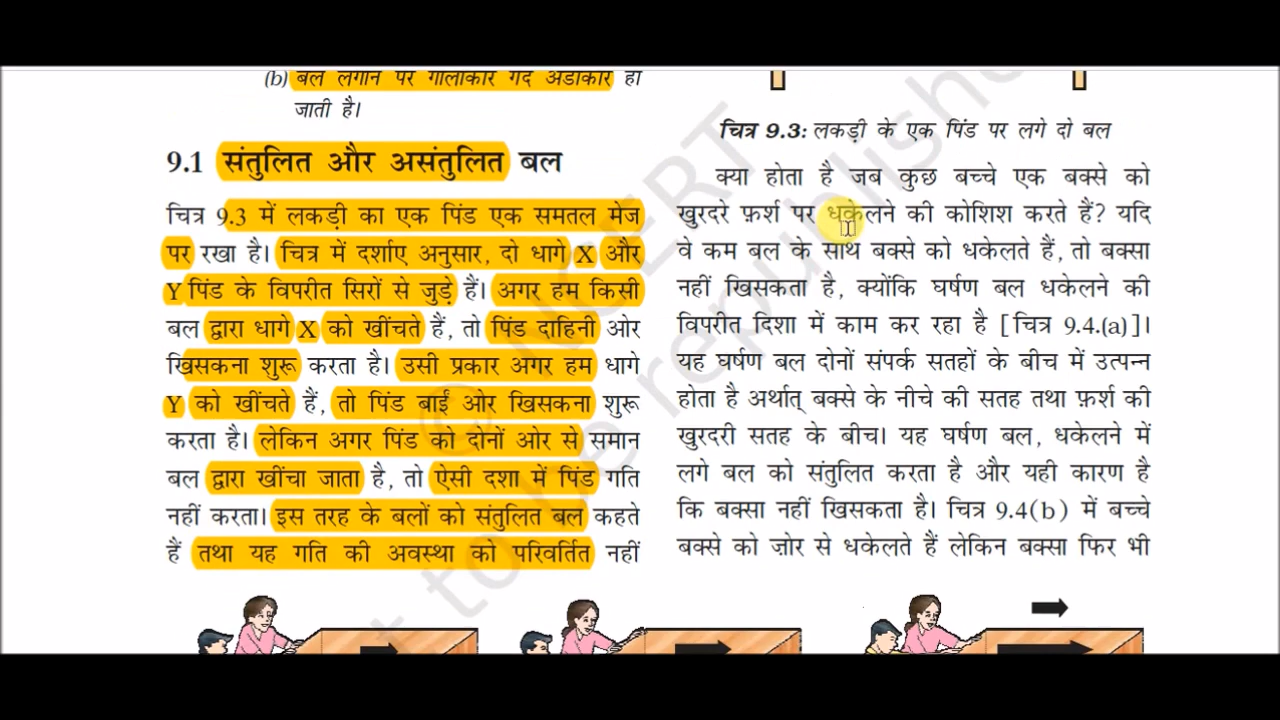 (b) बल लगाने पर गोलाकार गेंद अंडाकार हो
जाती है।
9.1 संतुलित और असंतुलित बल
चित्र 9.3 में लकड़ी का एक पिंड एक समतल मेज
पर रखा है। चित्र में दर्शाए अनुसार, दो धागे X और
Y पिंड के विपरीत सिरों से जुड़े हैं। अगर हम किसी
बल द्वारा धागे X को खींचते हैं, तो पिंड दाहिनी ओर
खिसकना शुरू करता है। उसी प्रकार अगर हम धागे
Y को खींचते हैं, तो पिंड बाईं ओर खिसकना शुरू
करता है। लेकिन अगर पिंड को दोनों ओर से समान
बल द्वारा खींचा जाता है, तो ऐसी दशा में पिंड गति
नहीं करता। इस तरह के बलों को संतुलित बल कहते
हैं तथा यह गति की अवस्था को परिवर्तित नहीं
चित्र 9.3: लकड़ी के एक पिंड पर लगे दो बल
क्या होता है जब कुछ बच्चे एक बक्से को
खुरदरे फ़र्श पर धकेलने की कोशिश करते हैं? यदि
वे कम बल के साथ बक्से को धकेलते हैं, तो बक्सा
नहीं खिसकता है, क्योंकि घर्षण बल धकेलने की
विपरीत दिशा में काम कर रहा है [चित्र 9.4.(a)]।
यह घर्षण बल दोनों संपर्क सतहों के बीच में उत्पन्न
होता है अर्थात् बक्से के नीचे की सतह तथा फ़र्श की
खुरदरी सतह के बीच। यह घर्षण बल, धकेलने में
लगे बल को संतुलित करता है और यही कारण है
कि बक्सा नहीं खिसकता है। चित्र 9.4(b) में बच्चे
बक्से को ज़ोर से धकेलते हैं लेकिन बक्सा फिर भी
© NCERT
to be republished